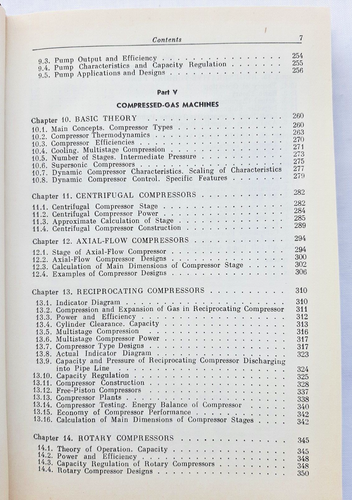 Contents 7
9.3. Pump Output and Efficiency 254
9.4. Pump Characteristics and Capacity Regulation 255
9.5. Pump Applications and Designs 256
Part V
COMPRESSED-GAS MACHINES
Chapter 10. BASIC THEORY 260
10.1. Main Concepts. Compressor Types 260
10.2. Compressor Thermodynamics 263
10.3. Compressor Efficiencies 270
10.4. Cooling. Multistage Compression 271
10.5. Number of Stages. Intermediate Pressure 273
10.6. Supersonic Compressors 275
10.7. Dynamic Compressor Characteristics. Scaling of Characteristics 277
10.8. Dynamic Compressor Control. Specific Features 279
Chapter 11. CENTRIFUGAL COMPRESSORS 282
11.1. Centrifugal Compressor Stage 282
11.2. Centrifugal Compressor Power 284
11.3. Approximate Calculation of Stage 285
11.4. Centrifugal Compressor Construction 289
Chapter 12. AXIAL-FLOW COMPRESSORS 294
12.1. Stage of Axial-Flow Compressor 294
12.2. Axial-Flow Compressor Designs 300
12.3. Calculation of Main Dimensions of Compressor Stage 302
12.4. Examples of Compressor Designs 306
Chapter 13. RECIPROCATING COMPRESSORS 310
13.1. Indicator Diagram 310
13.2. Compression and Expansion of Gas in Reciprocating Compressor 311
13.3. Power and Efficiency 312
13.4. Cylinder Clearance. Capacity 313
13.5. Multistage Compression 316
13.6. Multistage Compressor Power 317
13.7. Compressor Type Designs 317
13.8. Actual Indicator Diagram 323
13.9. Capacity and Pressure of Reciprocating Compressor Discharging
into Pipe Line 324
13.10. Capacity Regulation 325
13.11. Compressor Construction 328
13.12. Free-Piston Compressors 337
13.13. Compressor Plants 338
13.14. Compressor Testing. Energy Balance of Compressor 340
13.15. Economy of Compressor Performance 342
13.16. Calculation of Main Dimensions of Compressor Stages 342
Chapter 14. ROTARY COMPRESSORS 345
14.1. Theory of Operation. Capacity 345
14.2. Power and Efficiency 348
14.3. Capacity Regulation of Rotary Compressors 348
14.4. Rotary Compressor Designs 350